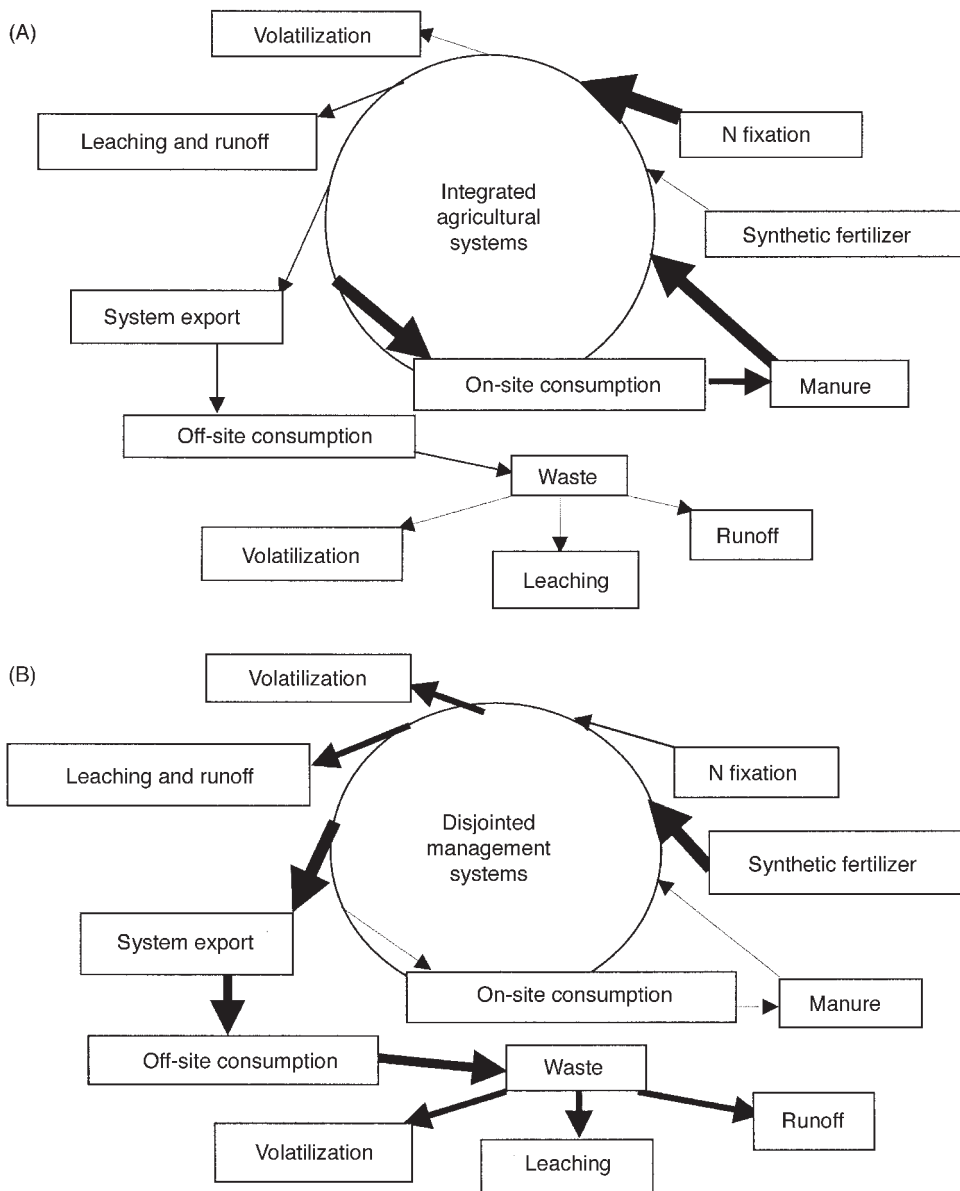 (A)
Volatilization
Leaching and runoff
N fixation
Integrated
agricultural
systems
Synthetic fertilizer
System export
On-site consumption
Manure
Off-site consumption
Waste
Volatilization
Leaching
Runoff
(B)
Volatilization
Leaching and runoff
N fixation
Disjointed
management
systems
Synthetic fertilizer
System export
On-site consumption
Manure
Off-site consumption
Waste
Volatilization
Leaching
Runoff